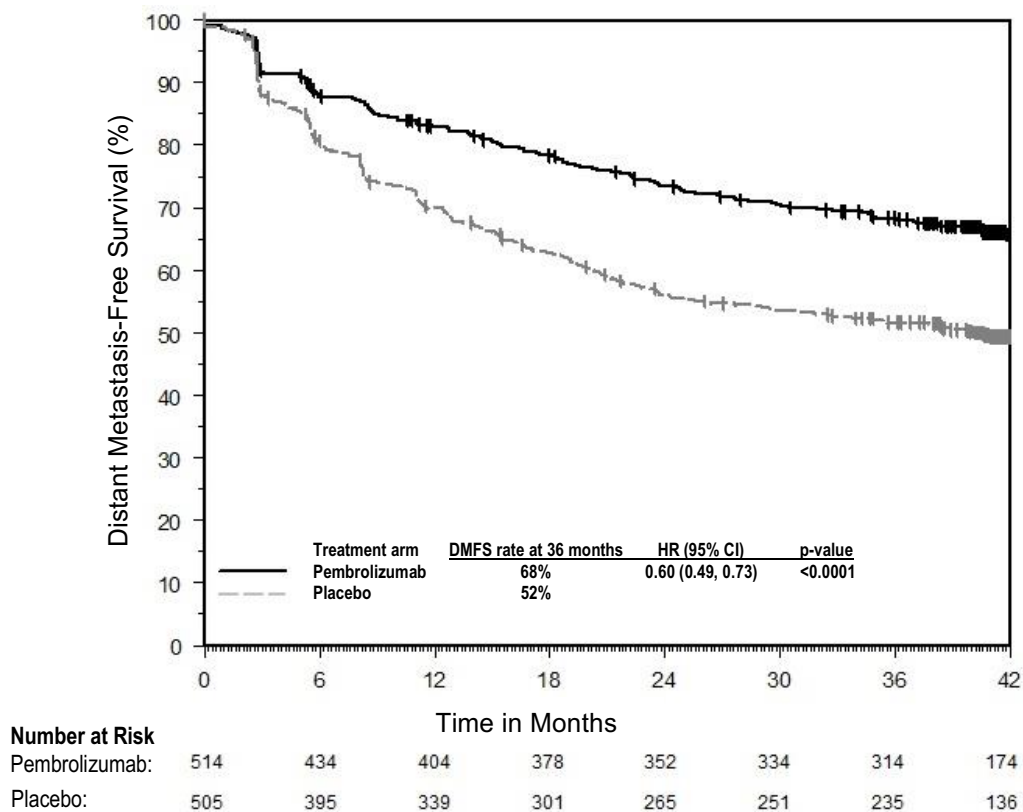 100
90
80
70
60
50
40
30
20
10
0
Distant Metastasis-Free Survival (%)
Treatment arm DMFS rate at 36 months HR (95% CI) p-value
Pembrolizumab 68% 0.60 (0.49, 0.73) <0.0001
Placebo 52%
0 6 12 18 24 30 36 42
Time in Months
Number at Risk
Pembrolizumab: 514 434 404 378 352 334 314 174
Placebo: 505 395 339 301 265 251 235 136